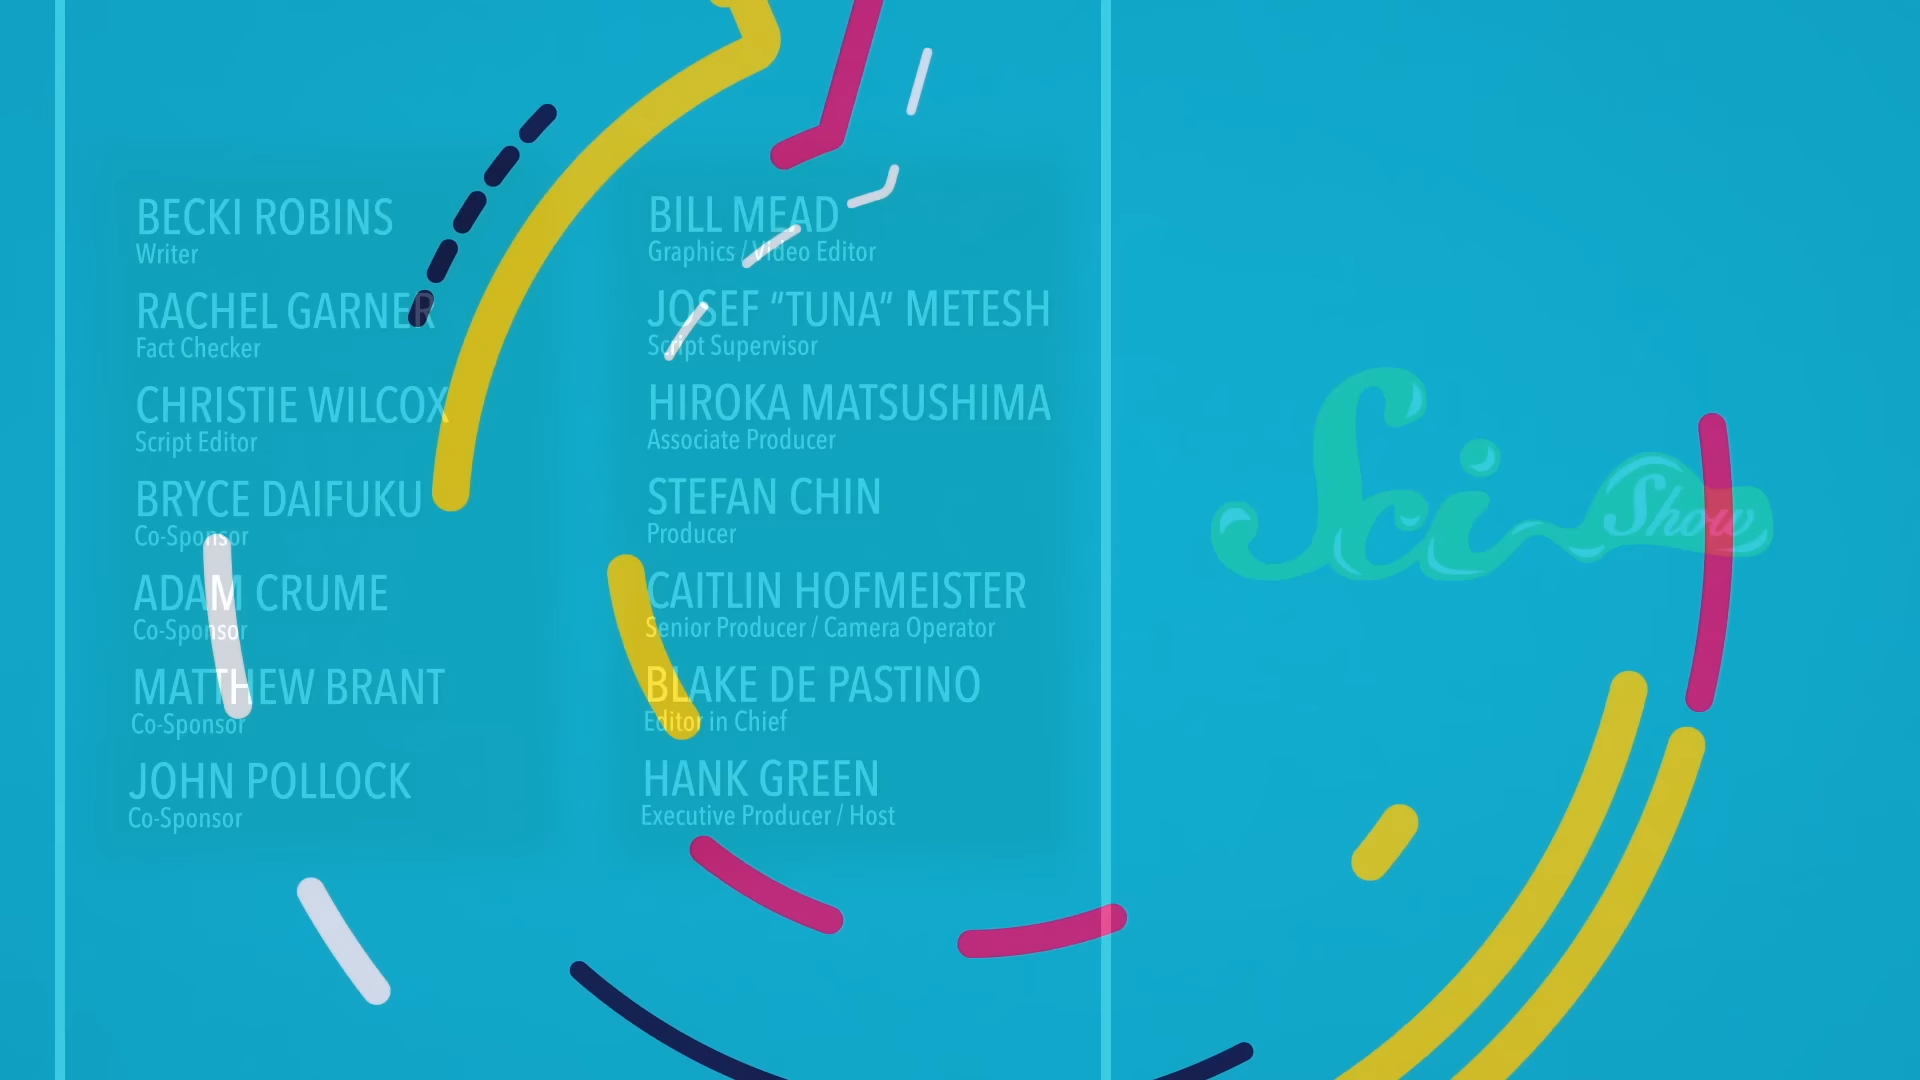 BECKI ROBINS
Writer
RACHEL GARNER
Fact Checker
CHRISTIE WILCOX
Script Editor
BRYCE DAIFUKU
Co-Sponsor
ADAM CRUME
Co-Sponsor
MATTHEW BRANT
Co-Sponsor
JOHN POLLOCK
Co-Sponsor
BILL MEAD
Graphics / Video Editor
JOSEF “TUNA” METESH
Script Supervisor
HIROKA MATSUSHIMA
Associate Producer
STEFAN CHIN
Producer
CAITLIN HOFMEISTER
Senior Producer / Camera Operator
BLAKE DE PASTINO
Editor in Chief
HANK GREEN
Executive Producer / Host
Sci Show